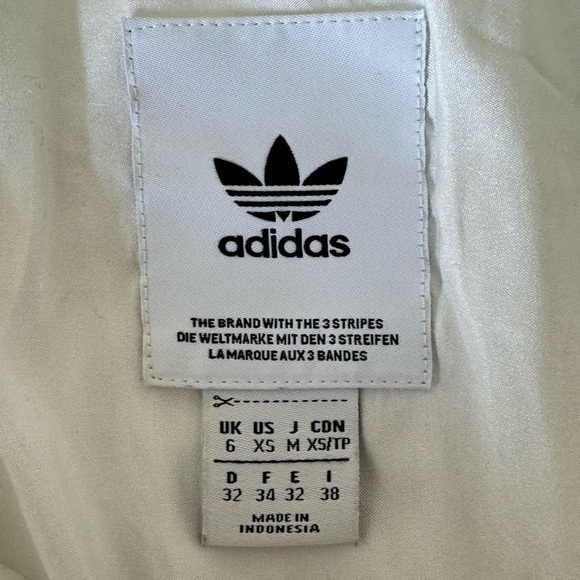 adidas
THE BRAND WITH THE 3 STRIPES
DIE WELTMARKE MIT DEN 3 STREIFEN
LA MARQUE AUX 3 BANDES
UK US J CDN
6 XS M XS/TP
D F E I
32 34 32 38
MADE IN
INDONESIA